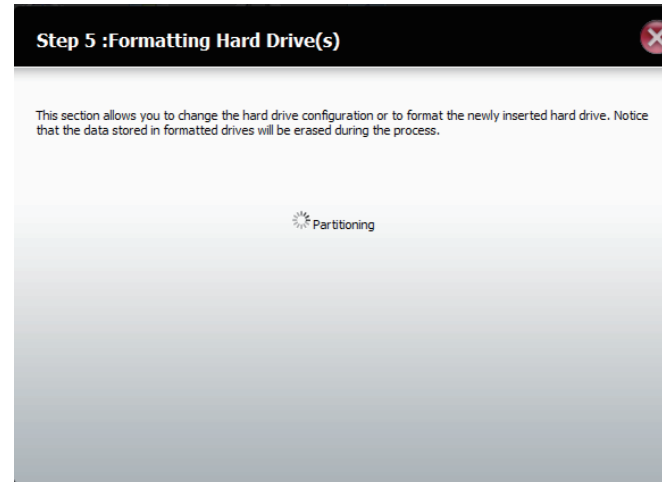 Step 5 :Formatting Hard Drive(s)
This section allows you to change the hard drive configuration or to format the newly inserted hard drive. Notice
that the data stored in formatted drives will be erased during the process.
Partitioning